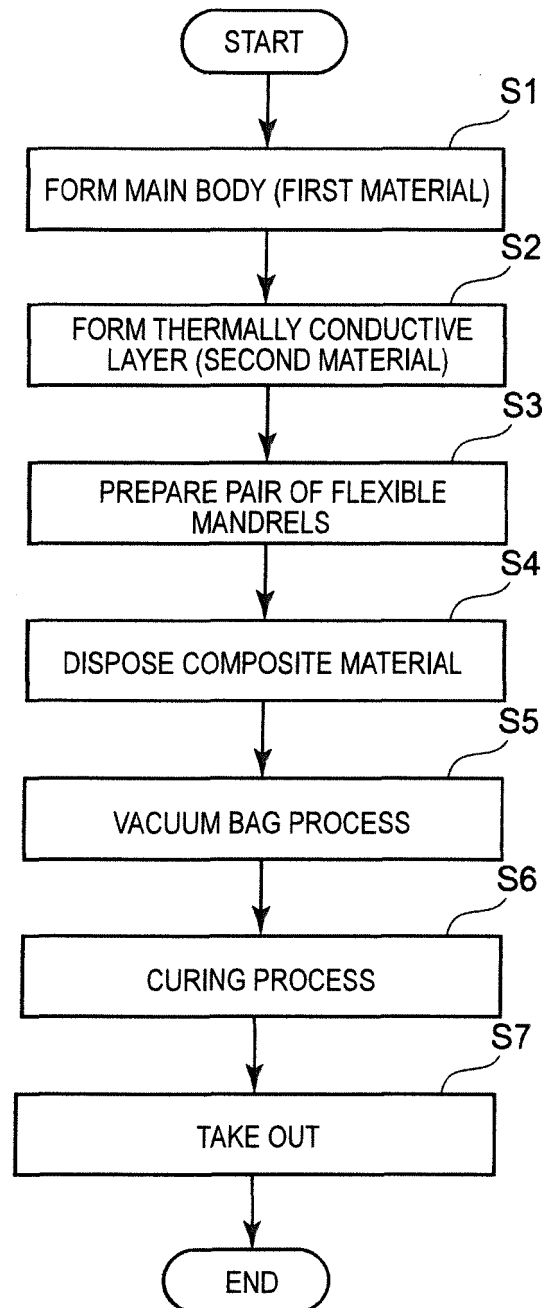 START
S1
FORM MAIN BODY (FIRST MATERIAL)
S2
FORM THERMALLY CONDUCTIVE
LAYER (SECOND MATERIAL)
S3
PREPARE PAIR OF FLEXIBLE
MANDRELS
S4
DISPOSE COMPOSITE MATERIAL
S5
VACUUM BAG PROCESS
S6
CURING PROCESS
S7
TAKE OUT
END